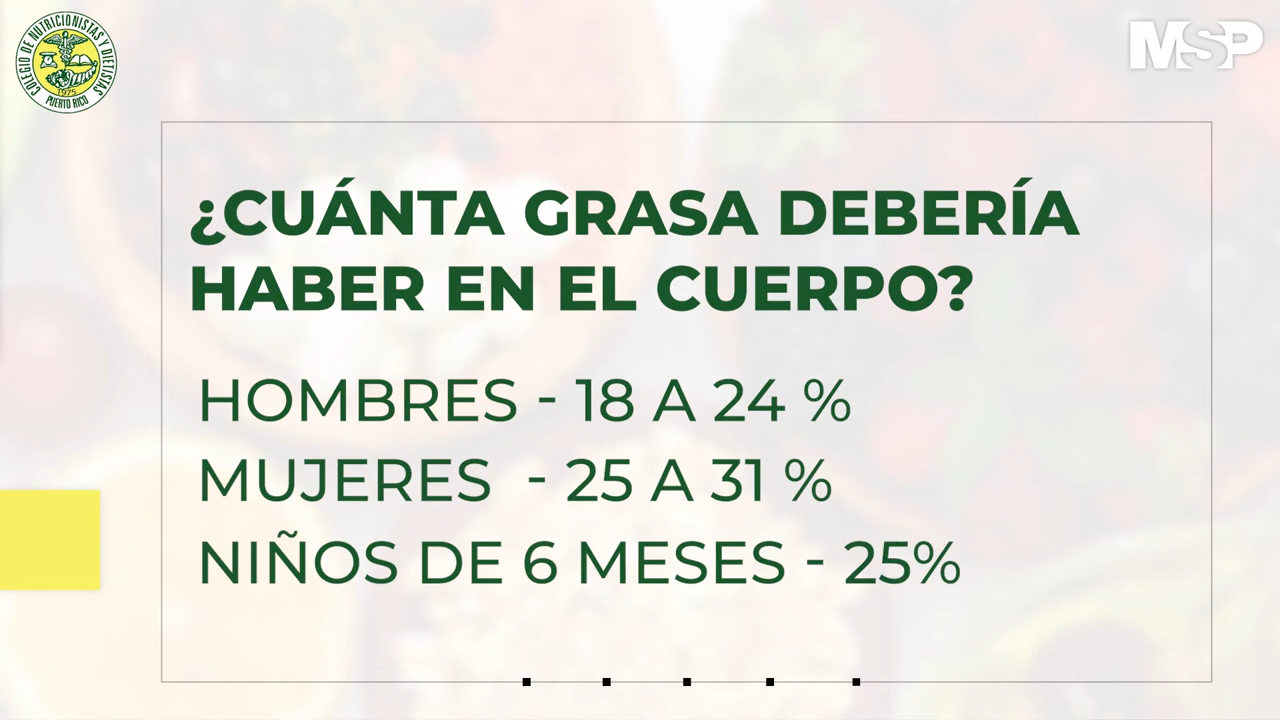 COLEGIO DE NUTRICIONISTAS Y DIETISTAS
1975
PUERTO RICO
MSP
¿CUÁNTA GRASA DEBERÍA
HABER EN EL CUERPO?
HOMBRES - 18 A 24 %
MUJERES - 25 A 31 %
NIÑOS DE 6 MESES - 25%